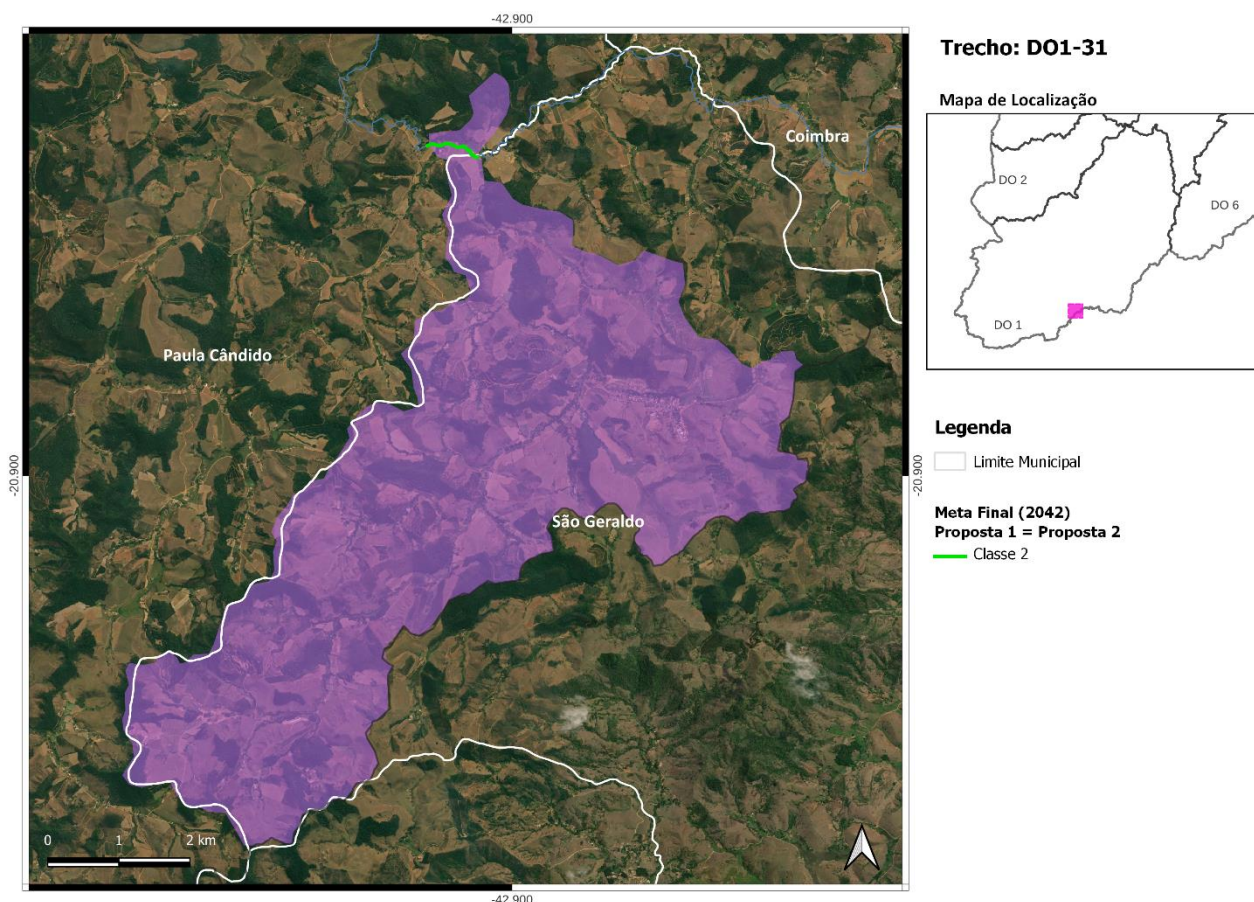 -42.900
Trecho: DO1-31
Mapa de Localização
DO 2
DO 6
DO 1
Coimbra
Paula Cândido
São Geraldo
-20.900
-20.900
Legenda
Limite Municipal
Meta Final (2042)
Proposta 1 = Proposta 2
Classe 2
0 1 2 km
-42.900